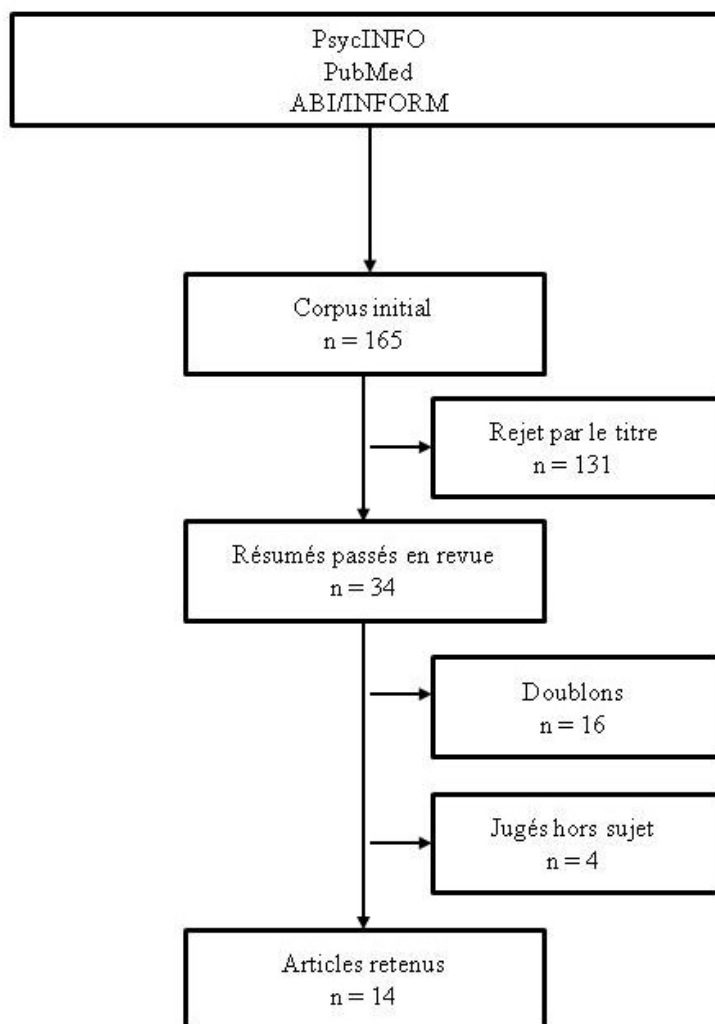 PsycINFO
PubMed
ABI/INFORM
Corpus initial
n = 165
Rejet par le titre
n = 131
Résumés passés en revue
n = 34
Doublons
n = 16
Jugés hors sujet
n = 4
Articles retenus
n = 14